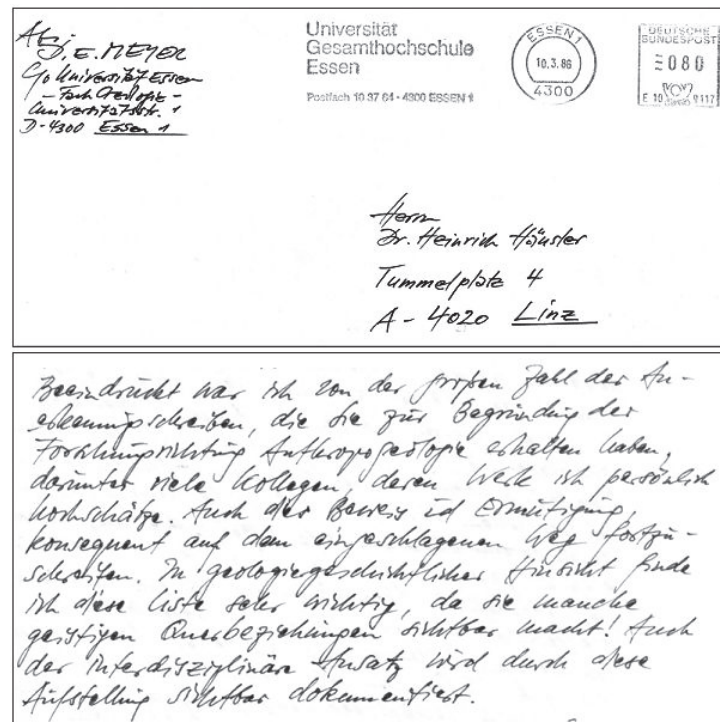 Abs.:
D. E. MEYER
c/o Universität Essen
- Fach Geologie -
Universitätsstr. 1
D-4300 Essen 1
Universität
Gesamthochschule
Essen
Postfach 10 37 64 - 4300 ESSEN 1
ESSEN 1
10.3.86
4300
DEUTSCHE
BUNDESPOST
080
E 10
Herrn
Dr. Heinrich Häusler
Tummelplatz 4
A - 4020 Linz
Beeindruckt war ich von der großen Zahl der An-
erkennungsschreiben, die Sie zur Begründung der
Forschungsrichtung Anthropogeologie erhalten haben,
darunter viele Kollegen, deren Werk ich persönlich
hochschätze. Auch der Beweis id Ermutigung,
konsequent auf dem eingeschlagenen Weg fortzu-
schreiten. In geologiegeschichtlicher Hinsicht finde
ich diese Liste sehr wichtig, da sie manche
geistigen Querbeziehungen sichtbar macht! Auch
der interdisziplinäre Ansatz wird durch diese
Aufstellung sichtbar dokumentiert.